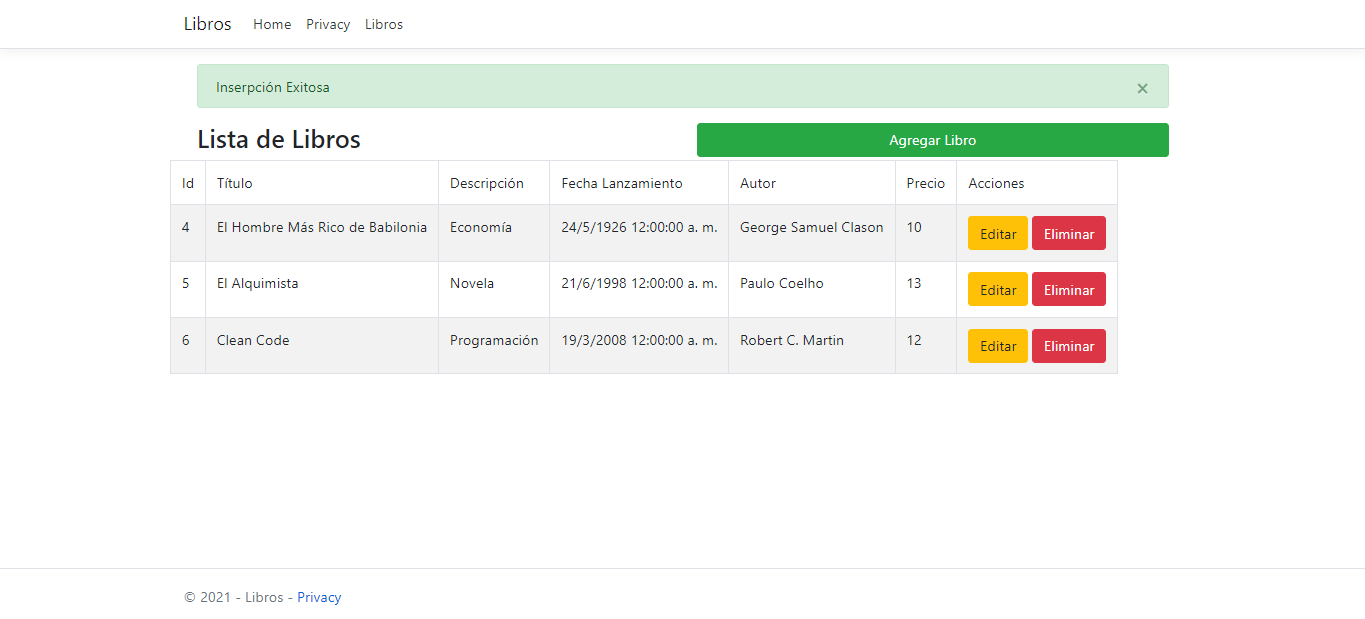 Libros Home Privacy Libros
Inserpción Exitosa ×
Lista de Libros Agregar Libro
Id Título Descripción Fecha Lanzamiento Autor Precio Acciones
4 El Hombre Más Rico de Babilonia Economía 24/5/1926 12:00:00 a. m. George Samuel Clason 10 Editar Eliminar
5 El Alquimista Novela 21/6/1998 12:00:00 a. m. Paulo Coelho 13 Editar Eliminar
6 Clean Code Programación 19/3/2008 12:00:00 a. m. Robert C. Martin 12 Editar Eliminar
© 2021 - Libros - Privacy